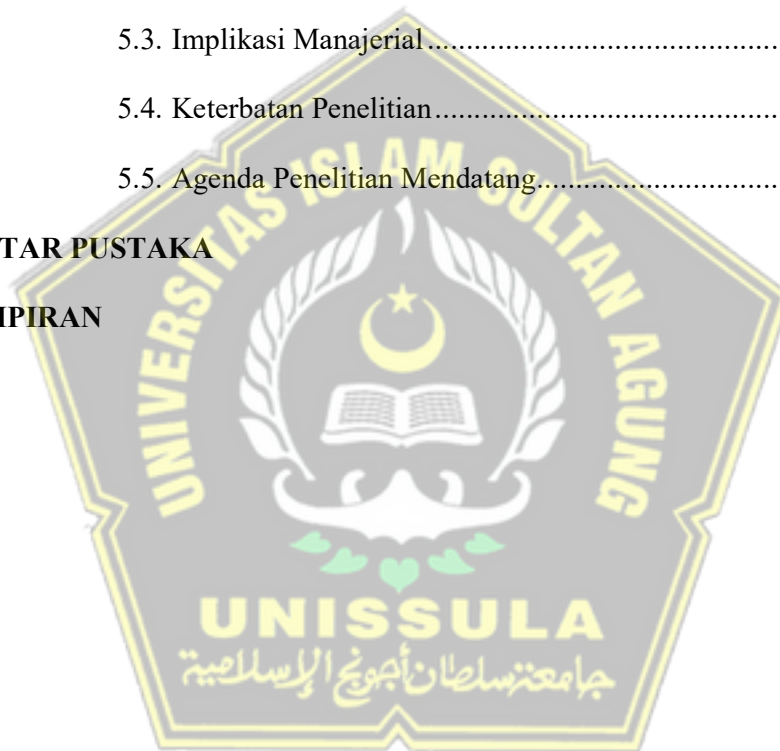 5.3. Implikasi Manajerial........................................................
5.4. Keterbatan Penelitian.......................................................
5.5. Agenda Penelitian Mendatang.........................................
TAR PUSTAKA
IPIRAN
UNIVERSITAS ISLAM SULTAN AGUNG
UNISSULA
جامعة سلطان أجونج الإسلامية